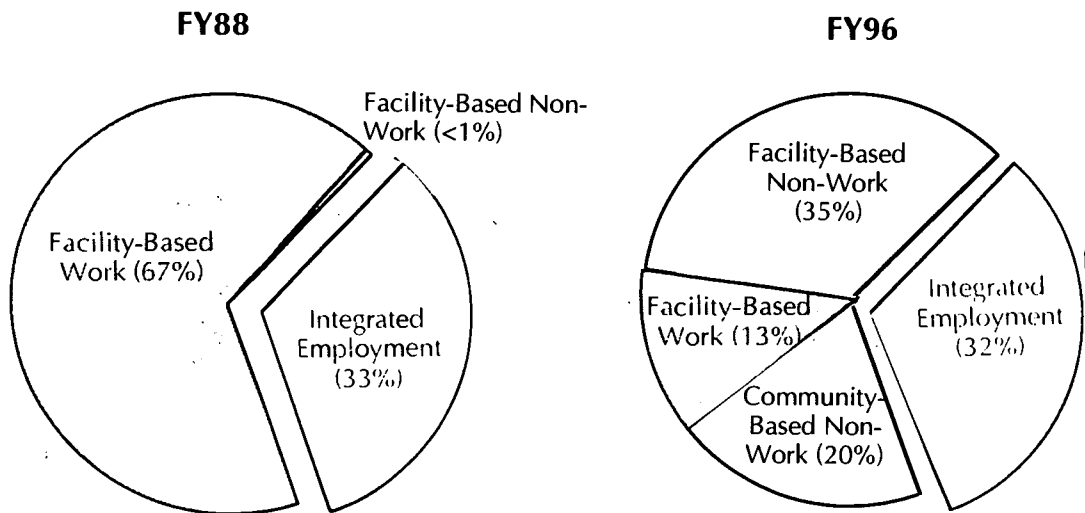 FY88
Facility-Based Non-
Work (<1%)
Facility-Based
Work (67%)
Integrated
Employment
(33%)
FY96
Facility-Based
Non-Work
(35%)
Integrated
Employment
(32%)
Facility-Based
Work (13%)
Community-
Based Non-
Work (20%)